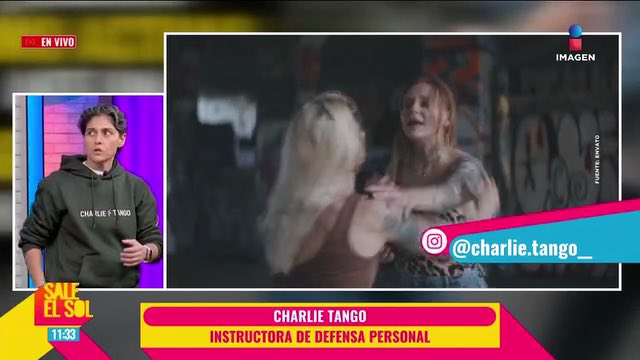 EN VIVO
IMAGEN
FUENTE: ENVATO
CHARLIE TANGO
@charlie.tango__
SALE
EL SOL
11:33
CHARLIE TANGO
INSTRUCTORA DE DEFENSA PERSONAL